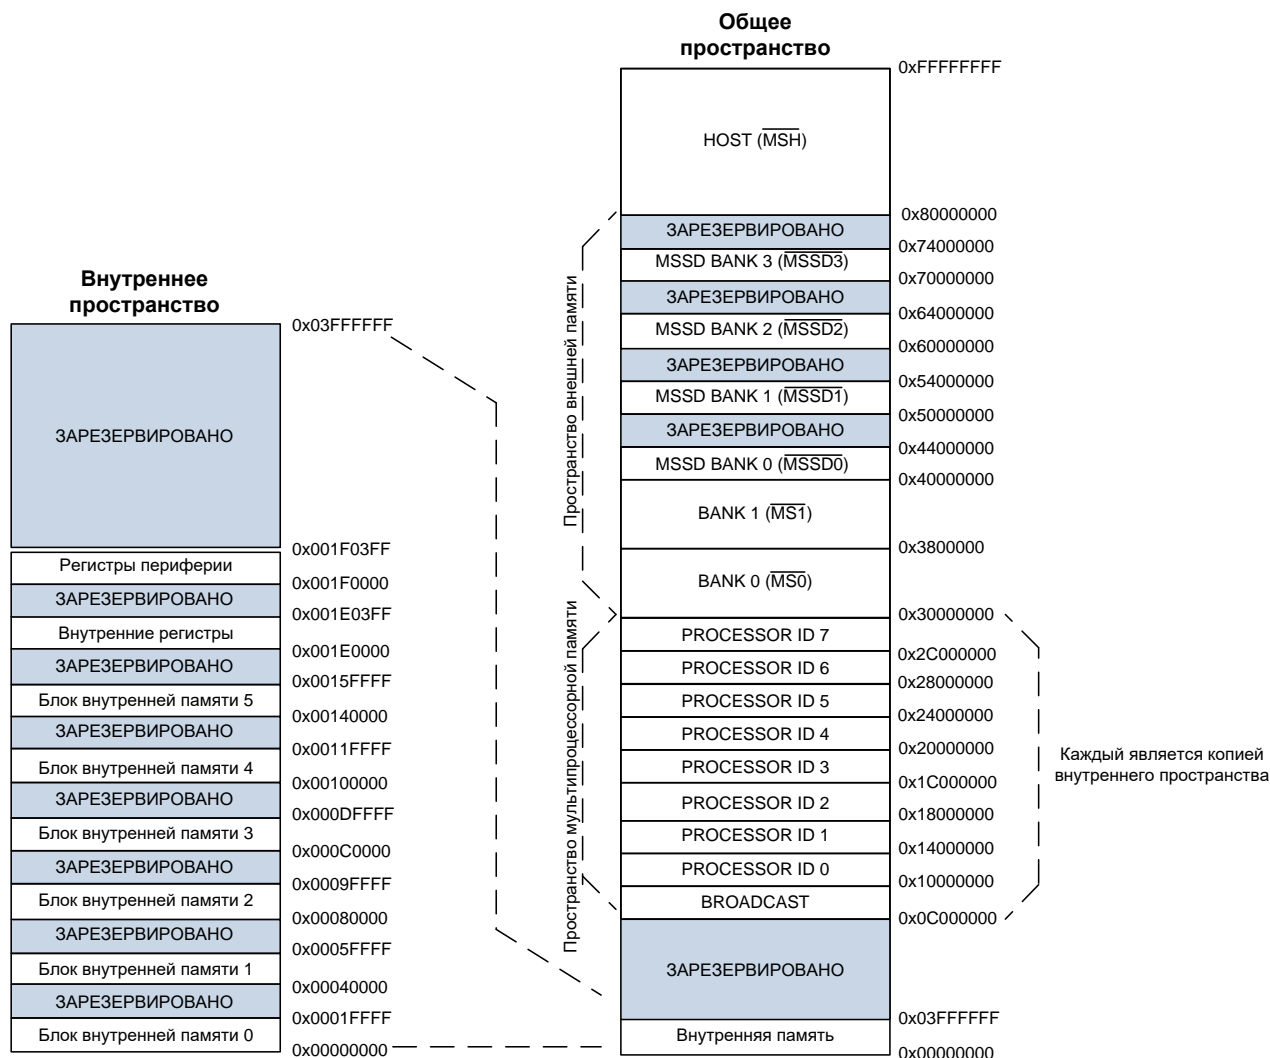 Общее
пространство
0xFFFFFFFF
HOST (MSH)
0x80000000
ЗАРЕЗЕРВИРОВАНО
0x74000000
MSSD BANK 3 (MSSD3)
0x70000000
ЗАРЕЗЕРВИРОВАНО
0x64000000
MSSD BANK 2 (MSSD2)
0x60000000
ЗАРЕЗЕРВИРОВАНО
0x54000000
MSSD BANK 1 (MSSD1)
0x50000000
ЗАРЕЗЕРВИРОВАНО
0x44000000
MSSD BANK 0 (MSSD0)
0x40000000
BANK 1 (MS1)
0x3800000
BANK 0 (MS0)
0x30000000
PROCESSOR ID 7
0x2C000000
PROCESSOR ID 6
0x28000000
PROCESSOR ID 5
0x24000000
PROCESSOR ID 4
0x20000000
PROCESSOR ID 3
0x1C000000
PROCESSOR ID 2
0x18000000
PROCESSOR ID 1
0x14000000
PROCESSOR ID 0
0x10000000
BROADCAST
0x0C000000
ЗАРЕЗЕРВИРОВАНО
0x03FFFFFF
Внутренняя память
0x00000000
Пространство внешней памяти
Пространство мультипроцессорной памяти
Каждый является копией
внутреннего пространства
Внутреннее
пространство
0x03FFFFFF
ЗАРЕЗЕРВИРОВАНО
0x001F03FF
Регистры периферии
0x001F0000
ЗАРЕЗЕРВИРОВАНО
0x001E03FF
Внутренние регистры
0x001E0000
ЗАРЕЗЕРВИРОВАНО
0x0015FFFF
Блок внутренней памяти 5
0x00140000
ЗАРЕЗЕРВИРОВАНО
0x0011FFFF
Блок внутренней памяти 4
0x00100000
ЗАРЕЗЕРВИРОВАНО
0x000DFFFF
Блок внутренней памяти 3
0x000C0000
ЗАРЕЗЕРВИРОВАНО
0x0009FFFF
Блок внутренней памяти 2
0x00080000
ЗАРЕЗЕРВИРОВАНО
0x0005FFFF
Блок внутренней памяти 1
0x00040000
ЗАРЕЗЕРВИРОВАНО
0x0001FFFF
Блок внутренней памяти 0
0x00000000